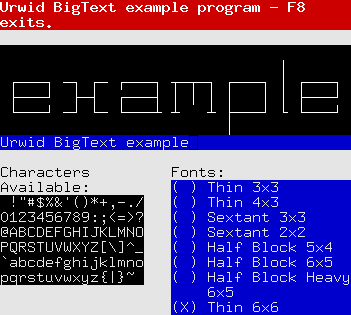 Urwid BigText example program - F8
exits.
example
Urwid BigText example
Characters
Available:
 !"#$%&'()*+,-./
0123456789:;<=>?
@ABCDEFGHIJKLMNO
PQRSTUVWXYZ[\]^_
`abcdefghijklmno
pqrstuvwxyz{|}~
Fonts:
( ) Thin 3x3
( ) Thin 4x3
( ) Sextant 3x3
( ) Sextant 2x2
( ) Half Block 5x4
( ) Half Block 6x5
( ) Half Block Heavy
6x5
(X) Thin 6x6